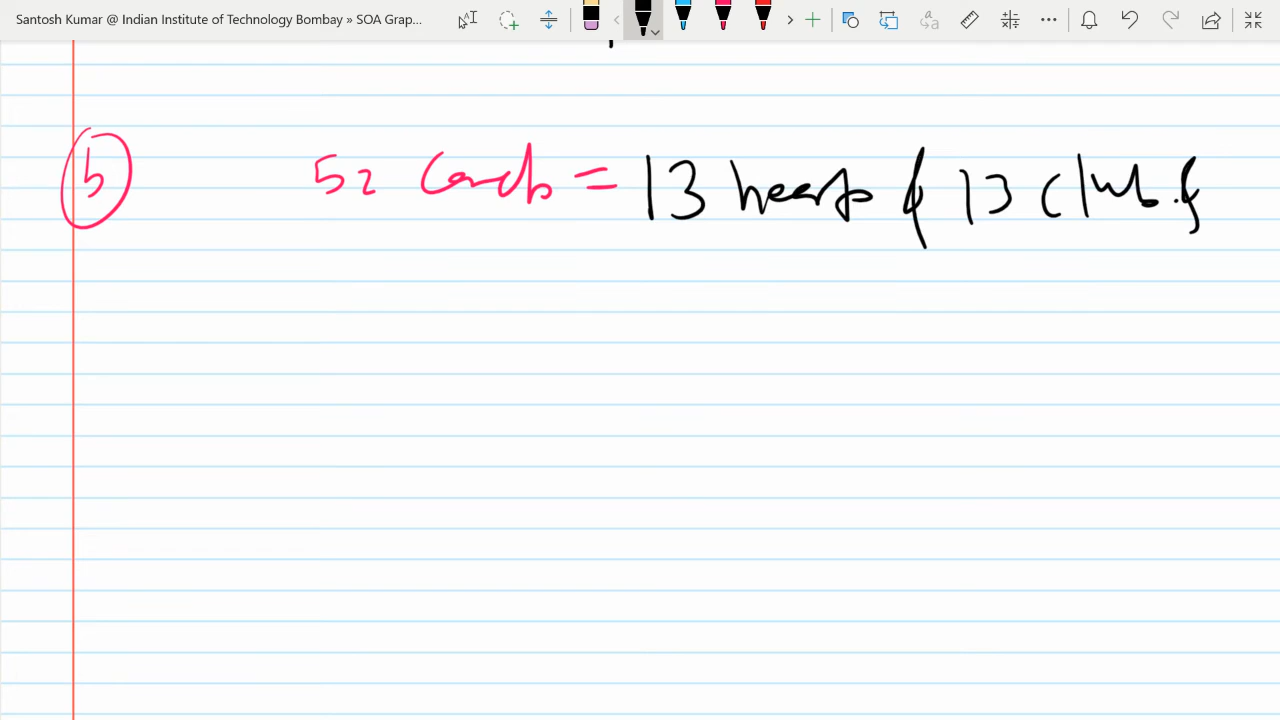 Santosh Kumar @ Indian Institute of Technology Bombay » SOA Grap...
b 52 Cards = 13 hearts & 13 clubs. &